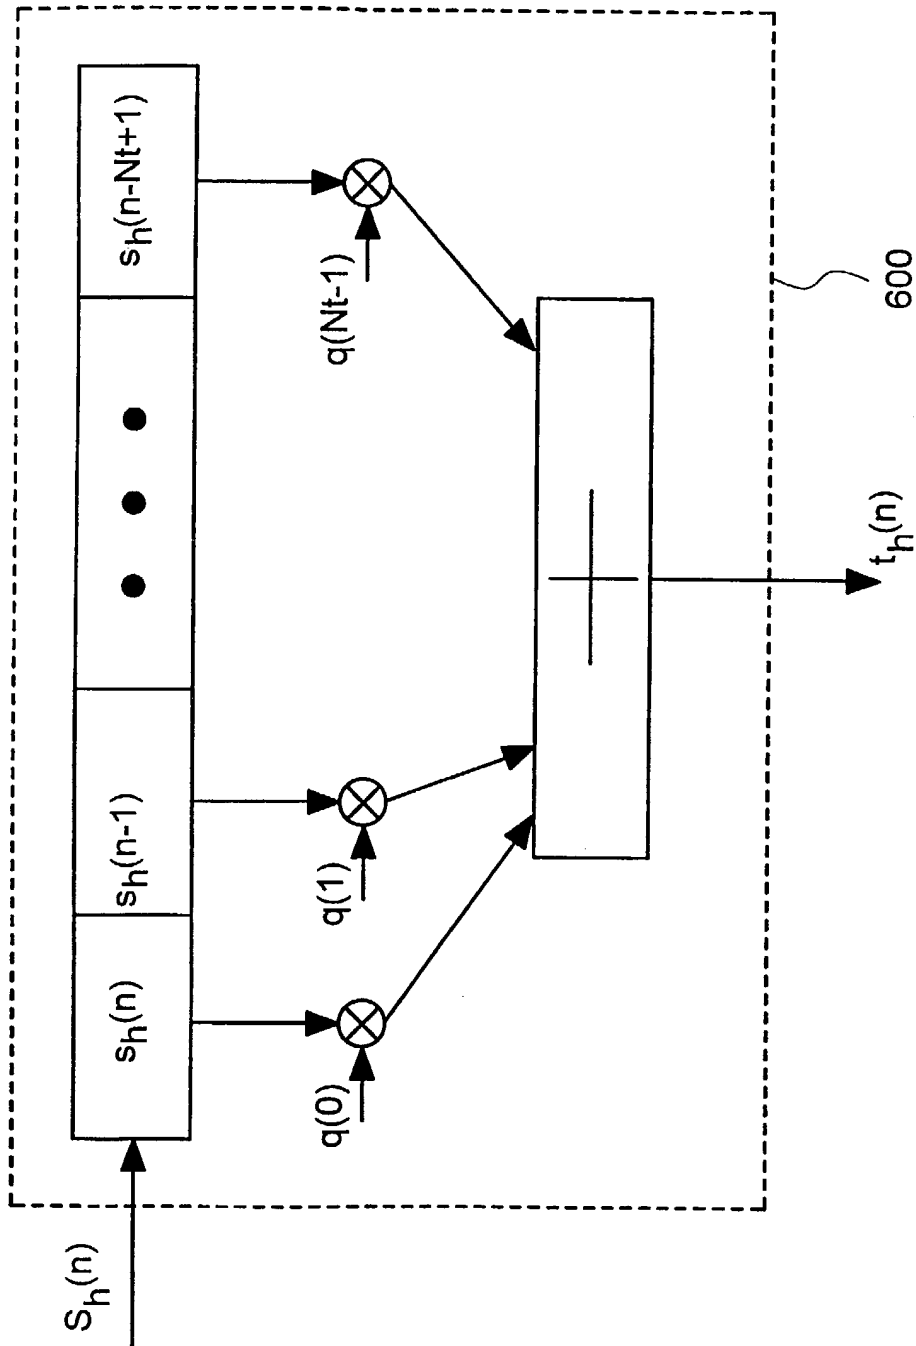 S_h(n)
s_h(n)
s_h(n-1)
s_h(n-Nt+1)
q(0)
q(1)
q(Nt-1)
t_h(n)
600